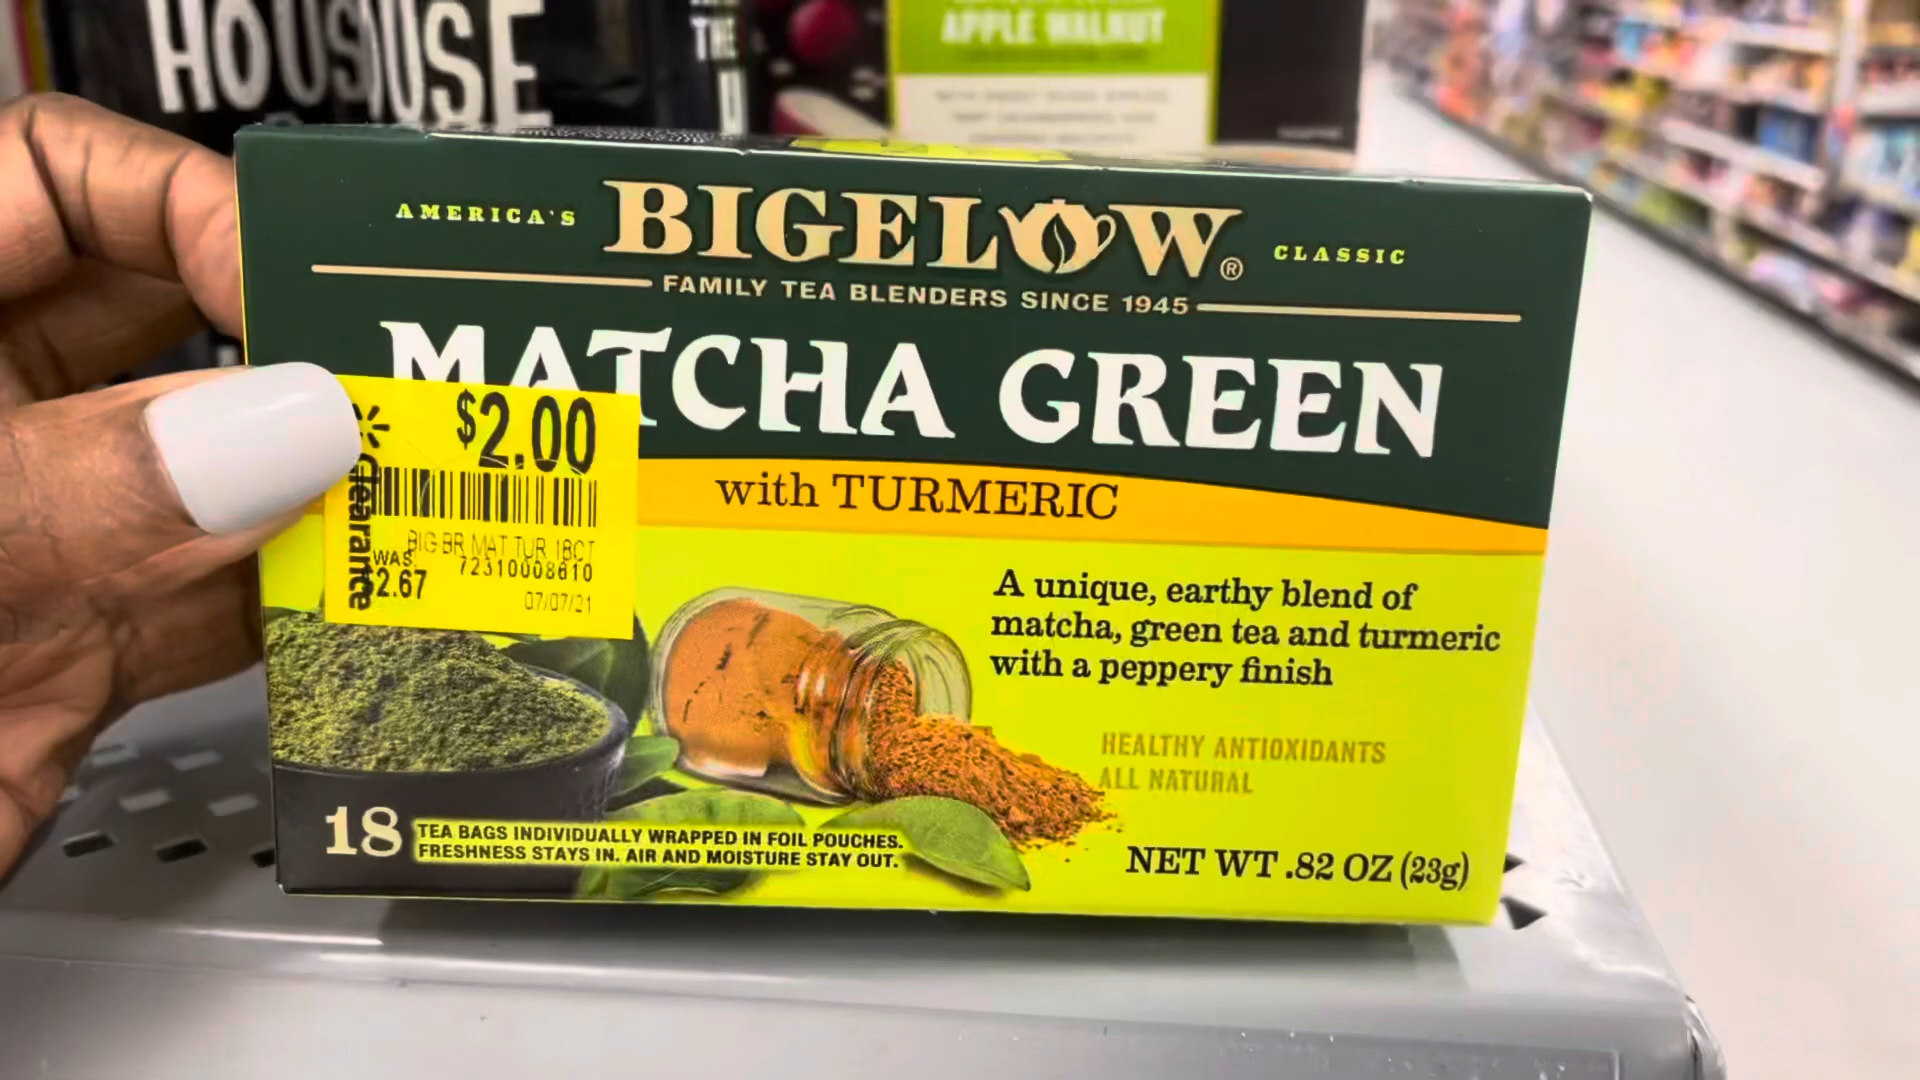 HOUSE
THE
APPLE WALNUT
AMERICA'S BIGELOW® CLASSIC
FAMILY TEA BLENDERS SINCE 1945
MATCHA GREEN
with TURMERIC
$2.00
Clearance
BIG BR MAT TUR 18CT
WAS 72310008610
2.67
07/07/21
A unique, earthy blend of
matcha, green tea and turmeric
with a peppery finish
HEALTHY ANTIOXIDANTS
ALL NATURAL
18 TEA BAGS INDIVIDUALLY WRAPPED IN FOIL POUCHES.
FRESHNESS STAYS IN. AIR AND MOISTURE STAY OUT.
NET WT .82 OZ (23g)